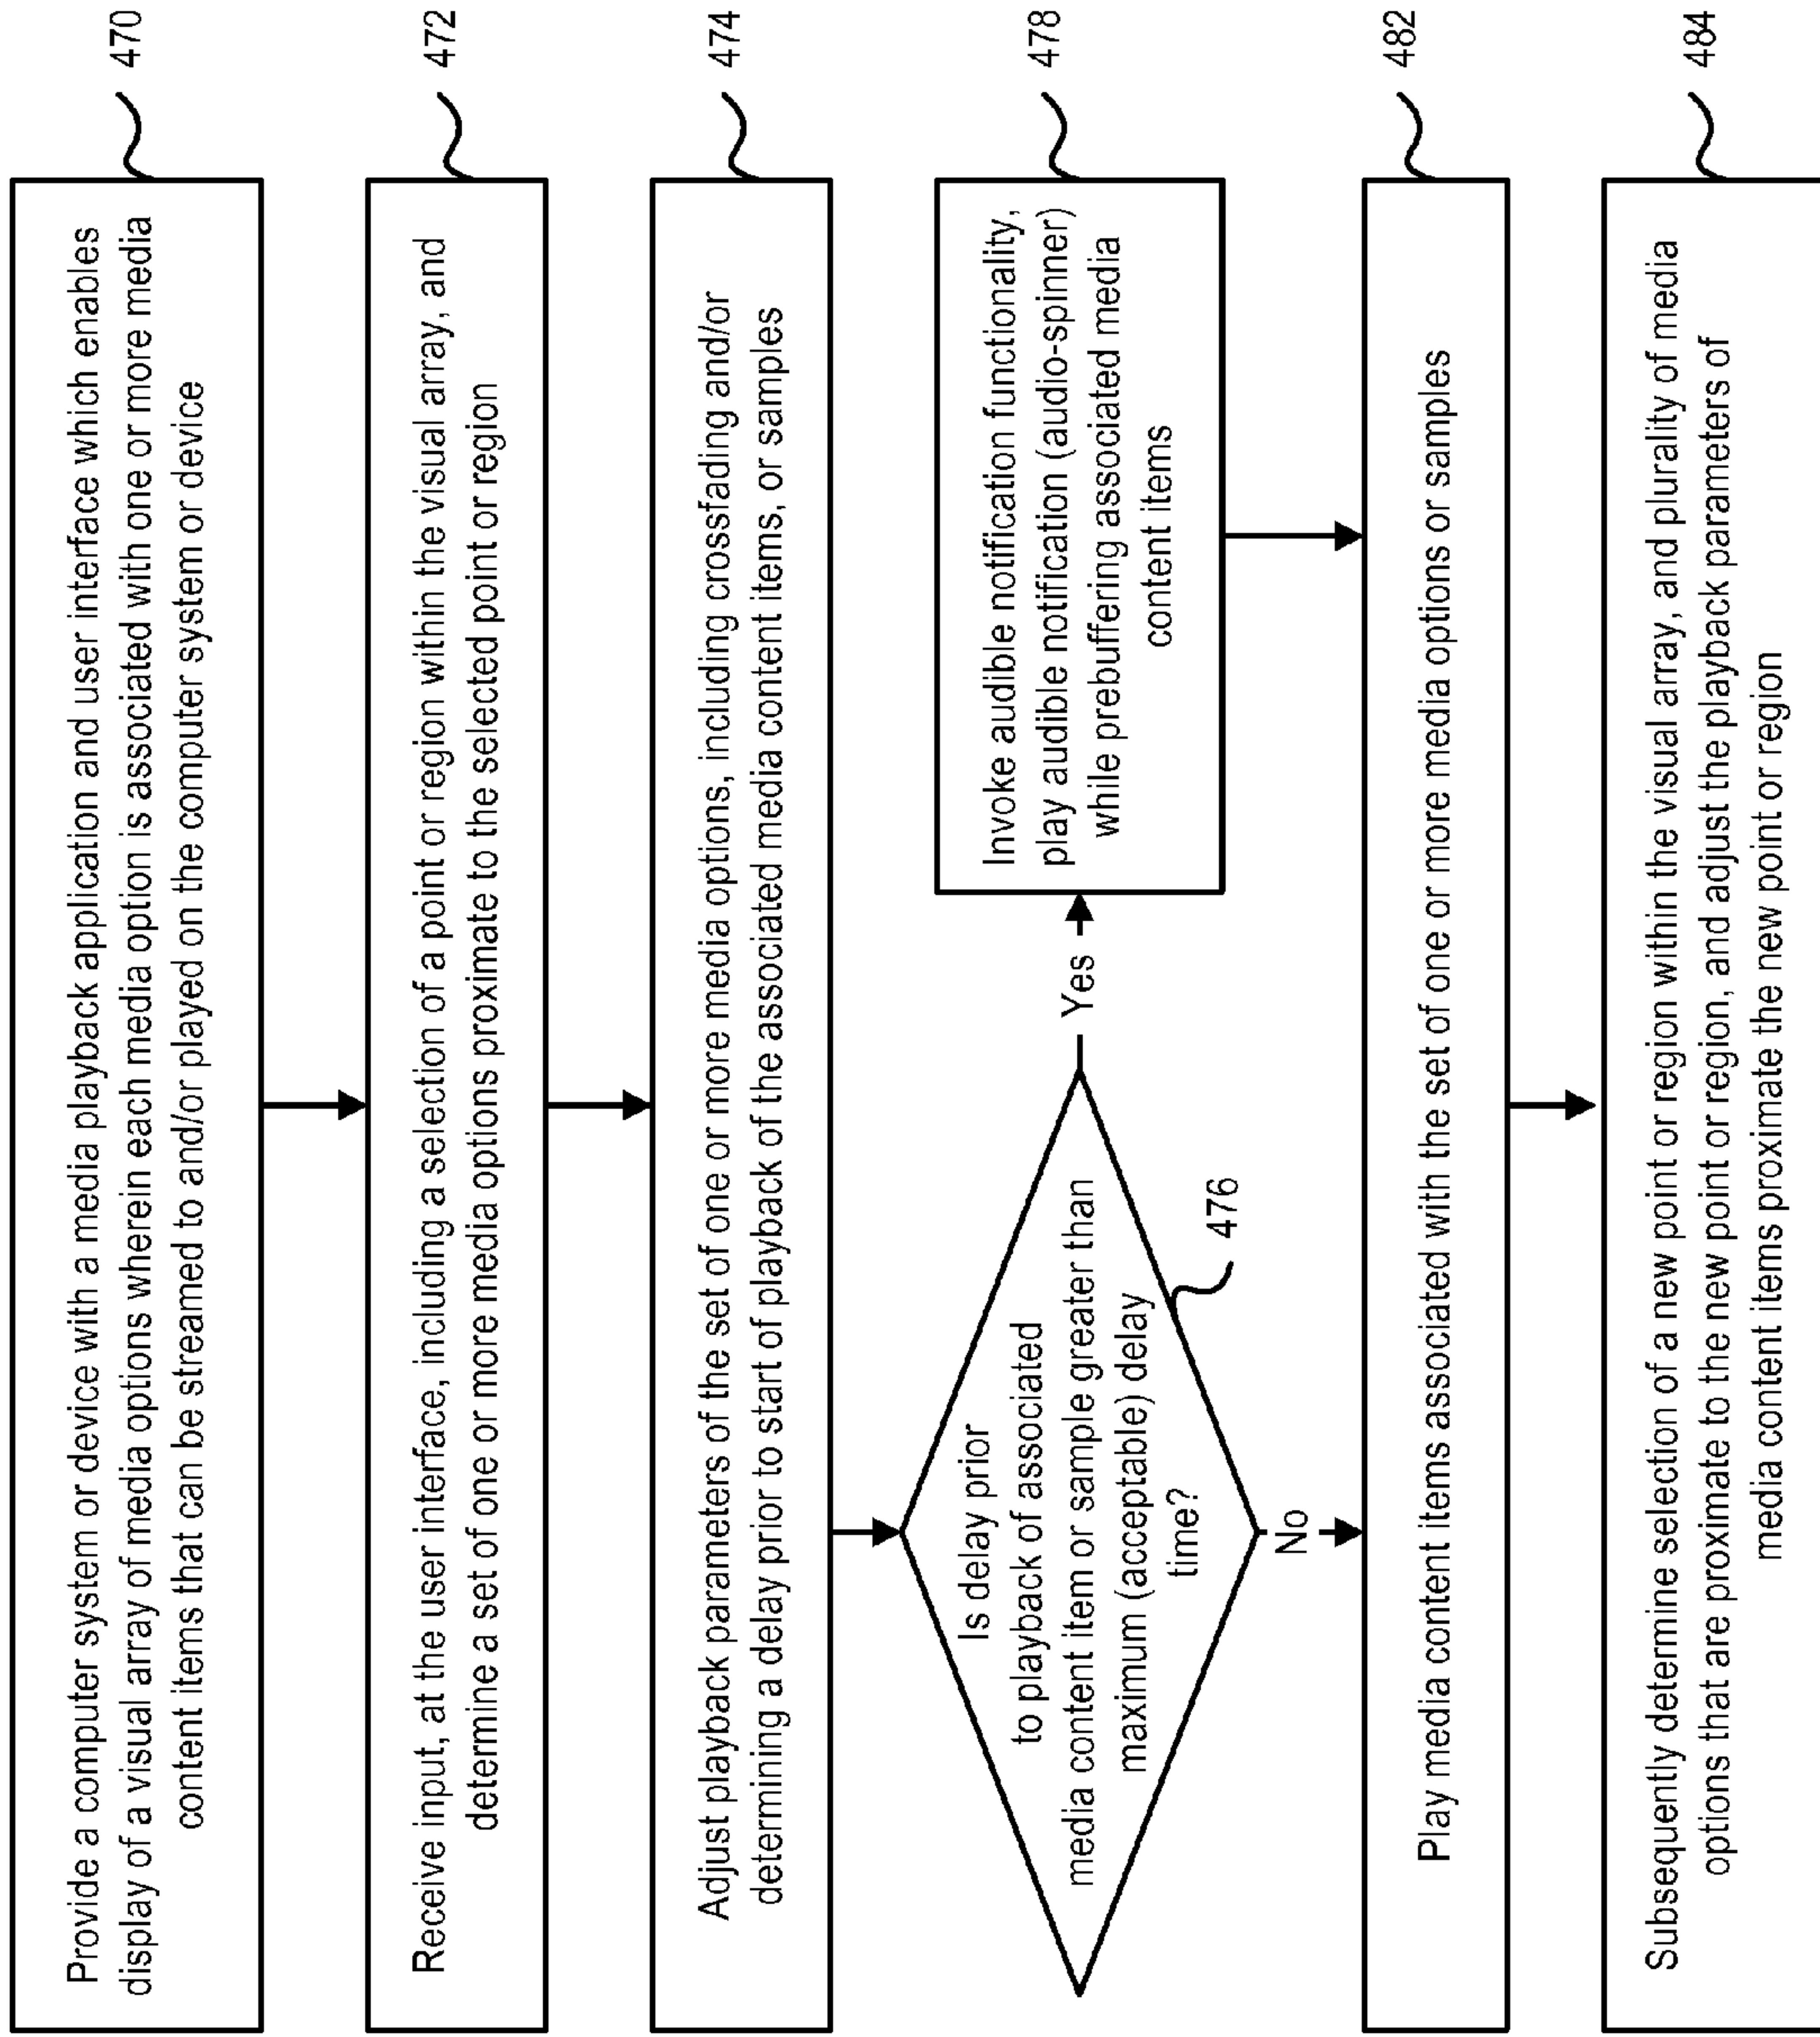 Provide a computer system or device with a media playback application and user interface which enables
display of a visual array of media options wherein each media option is associated with one or more media
content items that can be streamed to and/or played on the computer system or device
470
Receive input, at the user interface, including a selection of a point or region within the visual array, and
determine a set of one or more media options proximate to the selected point or region
472
Adjust playback parameters of the set of one or more media options, including crossfading and/or
determining a delay prior to start of playback of the associated media content items, or samples
474
Is delay prior
to playback of associated
media content item or sample greater than
maximum (acceptable) delay
time?
476
Yes
No
Invoke audible notification functionality,
play audible notification (audio-spinner)
while prebuffering associated media
content items
478
Play media content items associated with the set of one or more media options or samples
482
Subsequently determine selection of a new point or region within the visual array, and plurality of media
options that are proximate to the new point or region, and adjust the playback parameters of
media content items proximate the new point or region
484